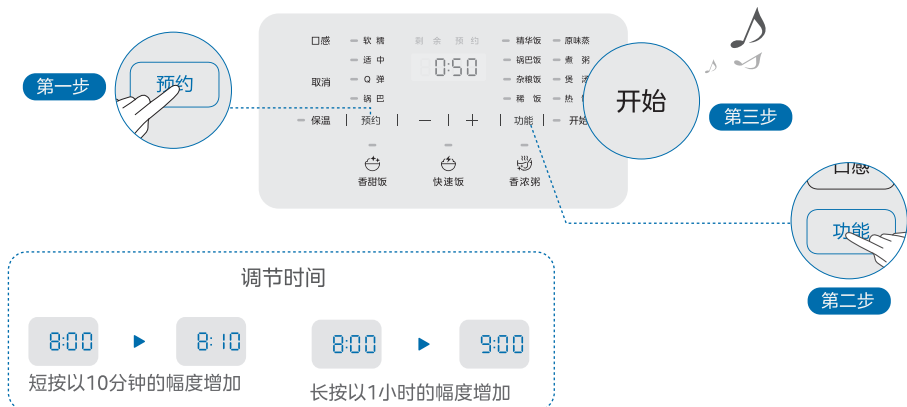 口感
软 糯
剩 余 预 约
精华饭
原味蒸
适 中
0:50
锅巴饭
煮 粥
取消
Q 弹
杂粮饭
煲
锅 巴
稀 饭
热
保温
预约
—
+
功能
开始
香甜饭
快速饭
香浓粥
第一步
预约
开始
第三步
口感
功能
第二步
调节时间
8:00
8:10
8:00
9:00
短按以10分钟的幅度增加
长按以1小时的幅度增加